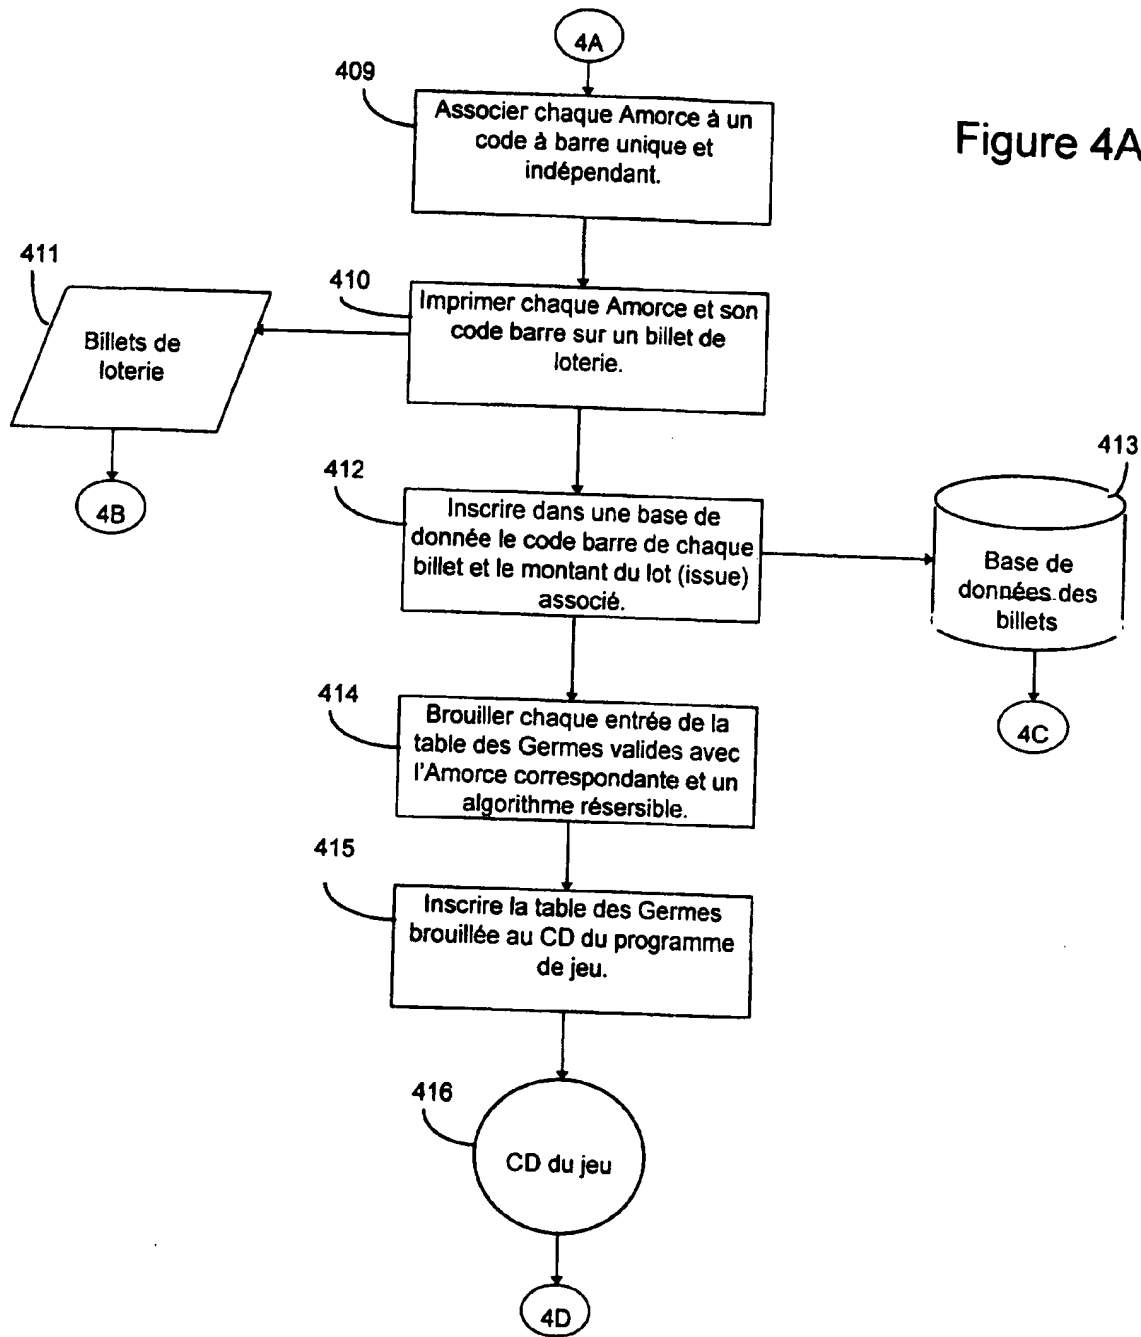 4A
409
Associer chaque Amorce à un
code à barre unique et
indépendant.
Figure 4A
411
410
Imprimer chaque Amorce et son
code barre sur un billet de
loterie.
Billets de
loterie
4B
412
413
Inscrire dans une base de
donnée le code barre de chaque
billet et le montant du lot (issue)
associé.
Base de
données des
billets
4C
414
Brouiller chaque entrée de la
table des Germes valides avec
l'Amorce correspondante et un
algorithme résersible.
415
Inscrire la table des Germes
brouillée au CD du programme
de jeu.
416
CD du jeu
4D